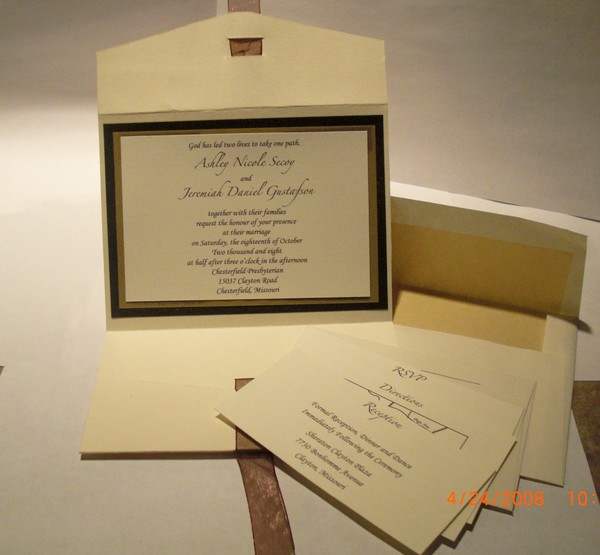 God has led two lives to take one path.
Ashley Nicole Secoy
and
Jeremiah Daniel Gustafson
together with their families
request the honour of your presence
at their marriage
on Saturday, the eighteenth of October
Two thousand and eight
at half after three o'clock in the afternoon
Chesterfield Presbyterian
15037 Clayton Road
Chesterfield, Missouri
RSVP
Directions
Reception
Formal Reception, Dinner and Dance
Immediately Following the Ceremony
Sheraton Clayton Plaza
7730 Bonhomme Avenue
Clayton, Missouri
4/24/2008 10: